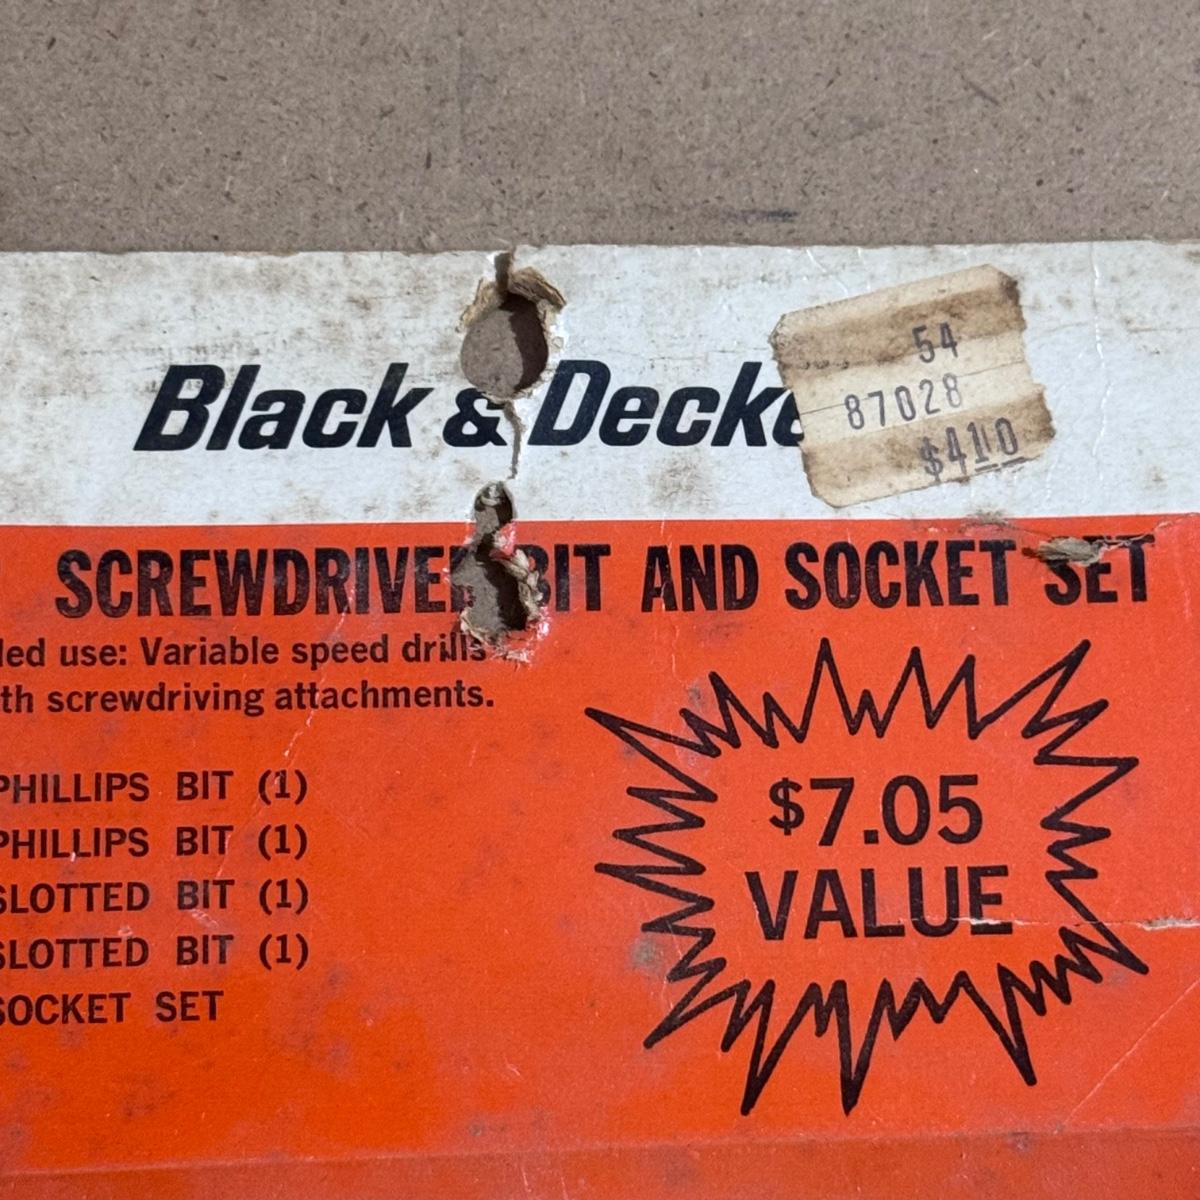 Black & Decke
54
87028
$4.10
SCREWDRIVER BIT AND SOCKET SET
led use: Variable speed drills
th screwdriving attachments.
PHILLIPS BIT (1)
PHILLIPS BIT (1)
SLOTTED BIT (1)
SLOTTED BIT (1)
SOCKET SET
$7.05
VALUE